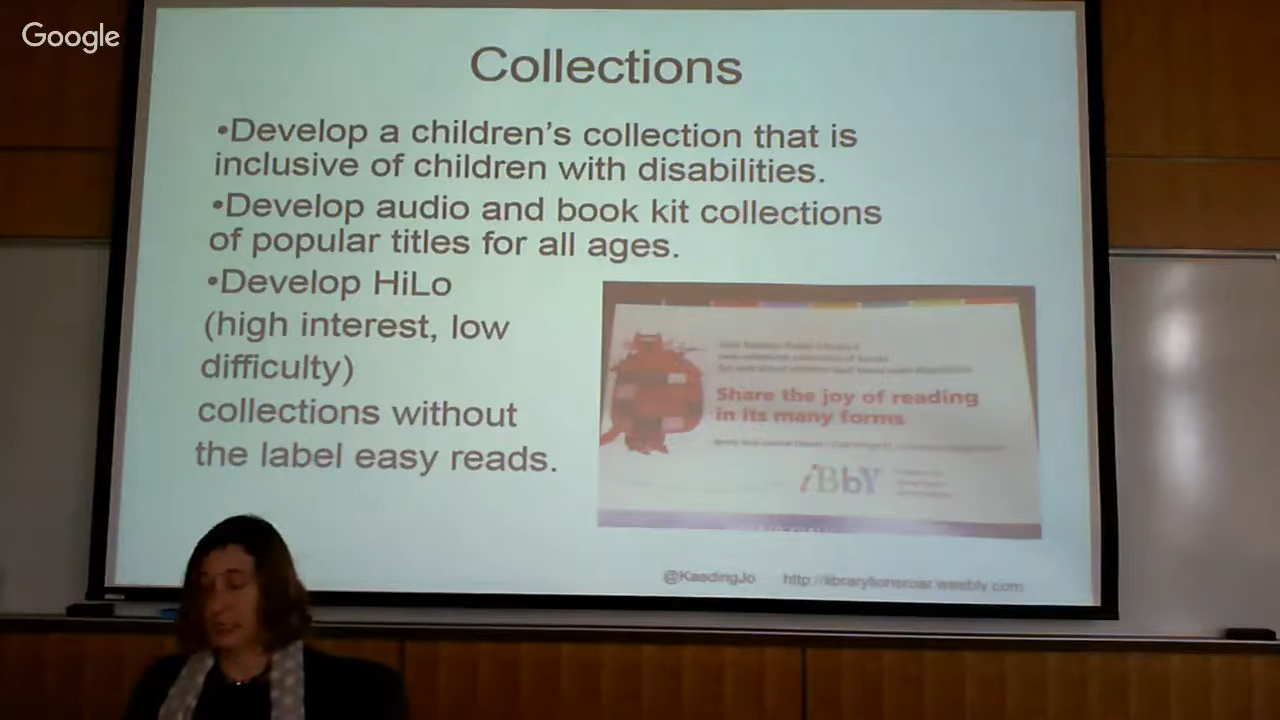 Google
Collections
•Develop a children's collection that is
inclusive of children with disabilities.
•Develop audio and book kit collections
of popular titles for all ages.
•Develop HiLo
(high interest, low
difficulty)
collections without
the label easy reads.
Share the joy of reading
in its many forms
iBbY
@KaadingJo http://librarylionsroar.weebly.com